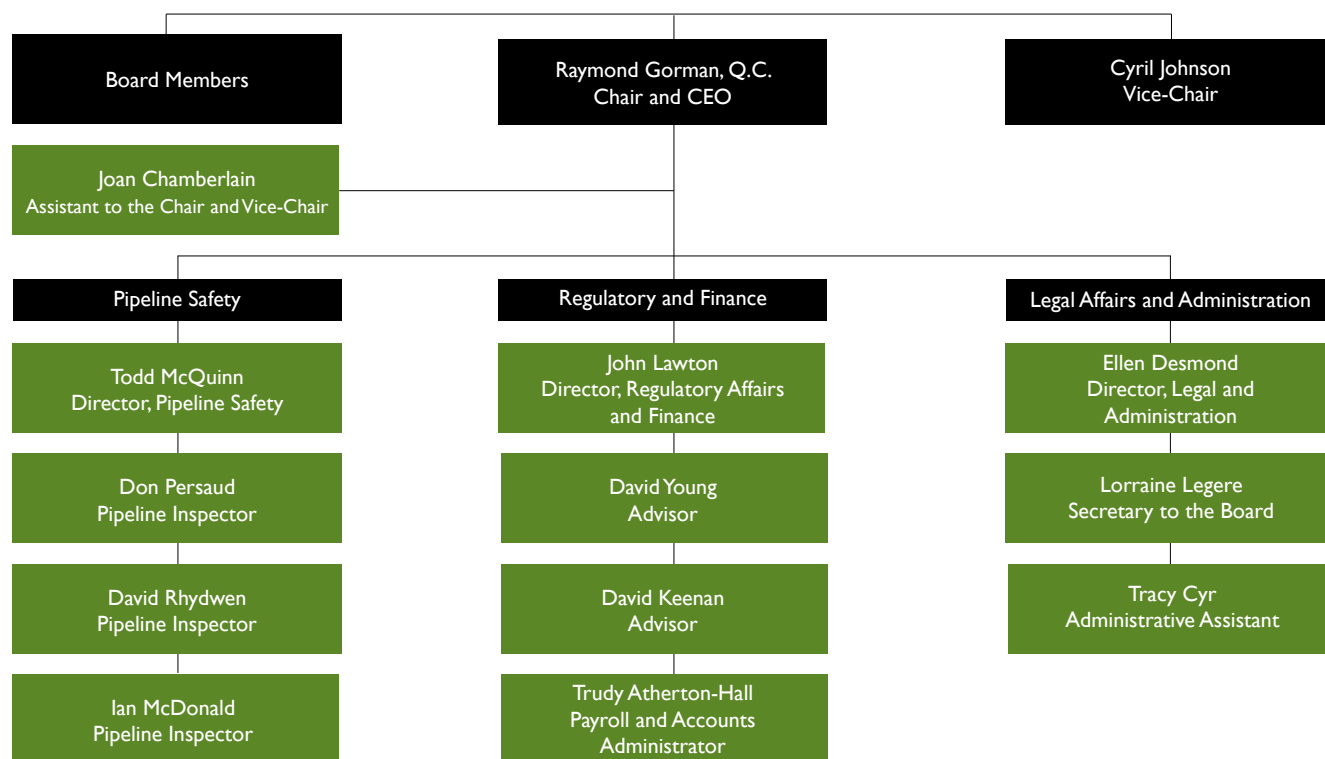 Board Members
Raymond Gorman, Q.C.
Chair and CEO
Cyril Johnson
Vice-Chair
Joan Chamberlain
Assistant to the Chair and Vice-Chair
Pipeline Safety
Regulatory and Finance
Legal Affairs and Administration
Todd McQuinn
Director, Pipeline Safety
John Lawton
Director, Regulatory Affairs
and Finance
Ellen Desmond
Director, Legal and
Administration
Don Persaud
Pipeline Inspector
David Young
Advisor
Lorraine Legere
Secretary to the Board
David Rhydwen
Pipeline Inspector
David Keenan
Advisor
Tracy Cyr
Administrative Assistant
Ian McDonald
Pipeline Inspector
Trudy Atherton-Hall
Payroll and Accounts
Administrator